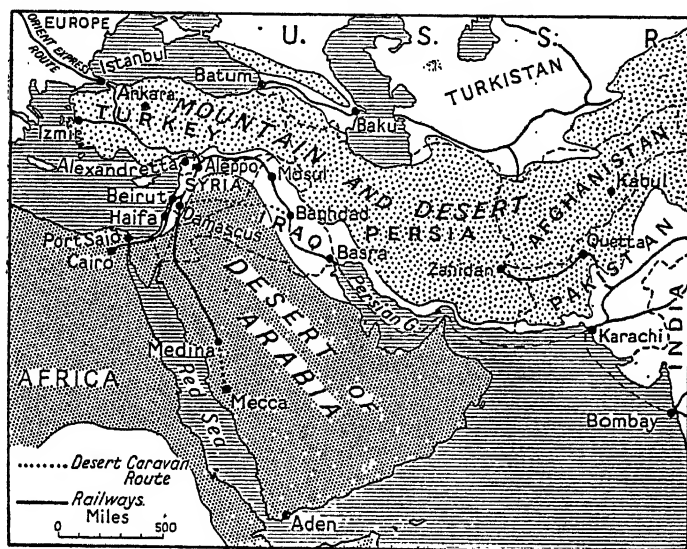 EUROPE
ORIENT EXPRESS
ROUTE
U. S. S. R.
Istanbul
Batum
TURKISTAN
Ankara
Baku
TURKEY
Izmir
MOUNTAIN AND DESERT
Alexandretta
Aleppo
Mosul
SYRIA
AFGHANISTAN
Kabul
Beirut
Damascus
Haifa
IRAQ
Baghdad
PERSIA
Port Said
Cairo
Basra
Zahidan
Quetta
PAKISTAN
Persian G.
DESERT OF ARABIA
INDIA
Karachi
Medina
AFRICA
Red Sea
Mecca
Bombay
Desert Caravan
Route
Railways.
Miles
0 500
Aden